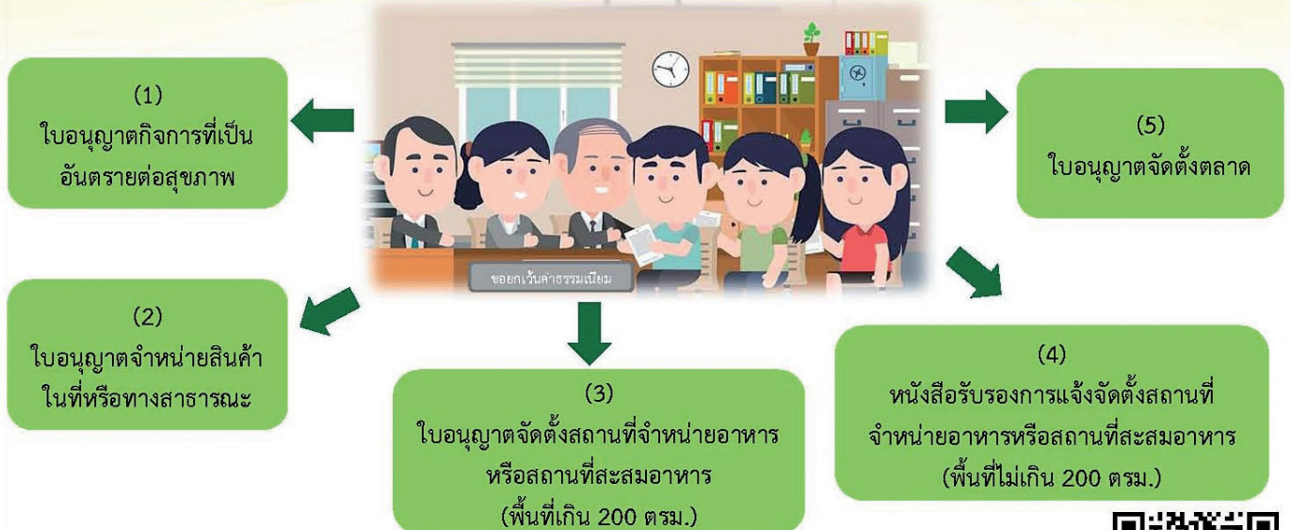 (1)
ใบอนุญาตกิจการที่เป็น
อันตรายต่อสุขภาพ
(2)
ใบอนุญาตจำหน่ายสินค้า
ในที่หรือทางสาธารณะ
ขอยกเว้นค่าธรรมเนียม
(3)
ใบอนุญาตจัดตั้งสถานที่จำหน่ายอาหาร
หรือสถานที่สะสมอาหาร
(พื้นที่เกิน 200 ตรม.)
(4)
หนังสือรับรองการแจ้งจัดตั้งสถานที่
จำหน่ายอาหารหรือสถานที่สะสมอาหาร
(พื้นที่ไม่เกิน 200 ตรม.)
(5)
ใบอนุญาตจัดตั้งตลาด